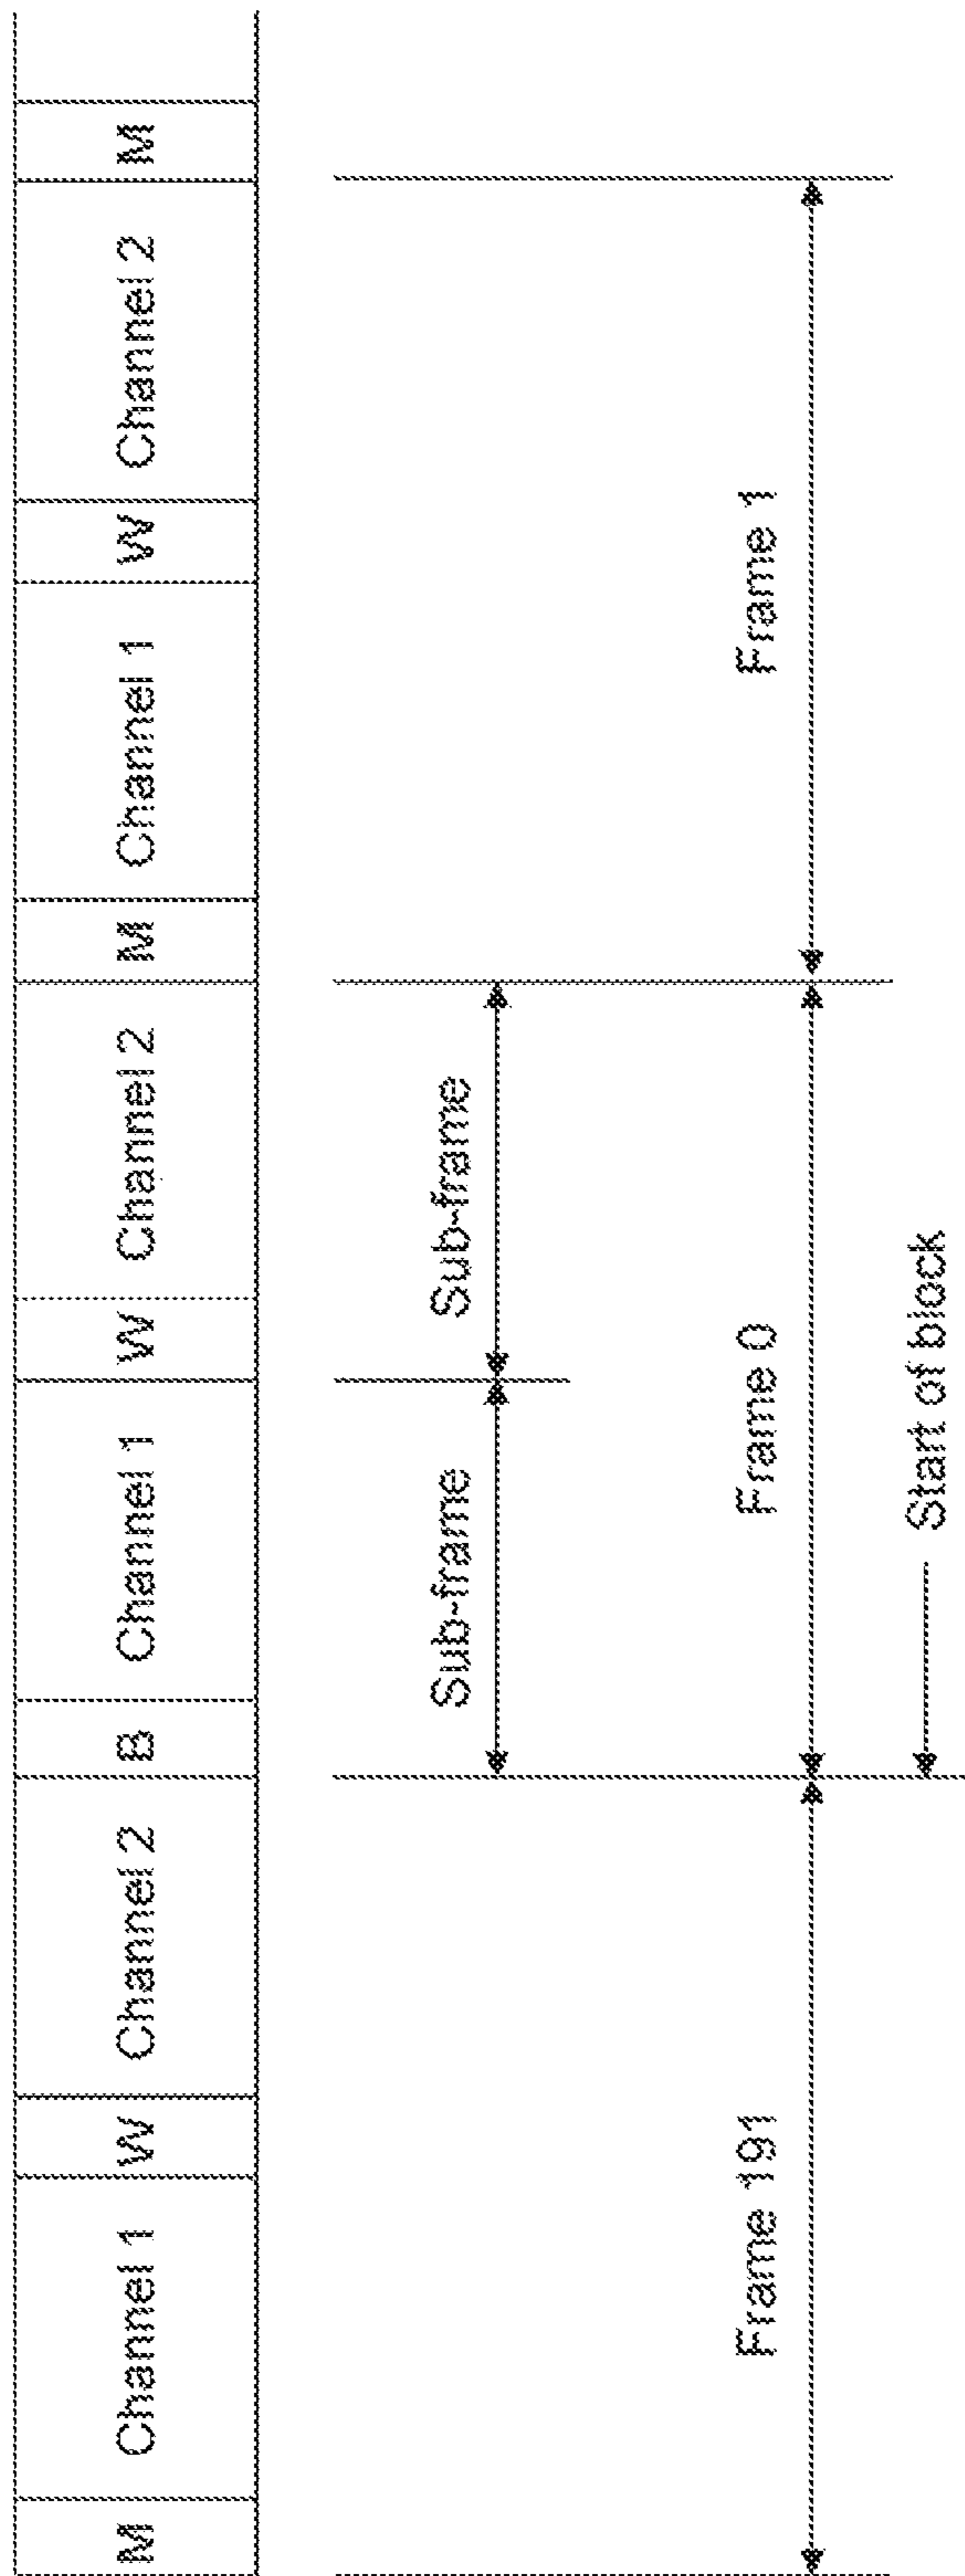 M Channel 1 W Channel 2 B Channel 1 W Channel 2 M Channel 1 W Channel 2 M
Sub-frame Sub-frame
Frame 191 Frame 0 Frame 1
Start of block